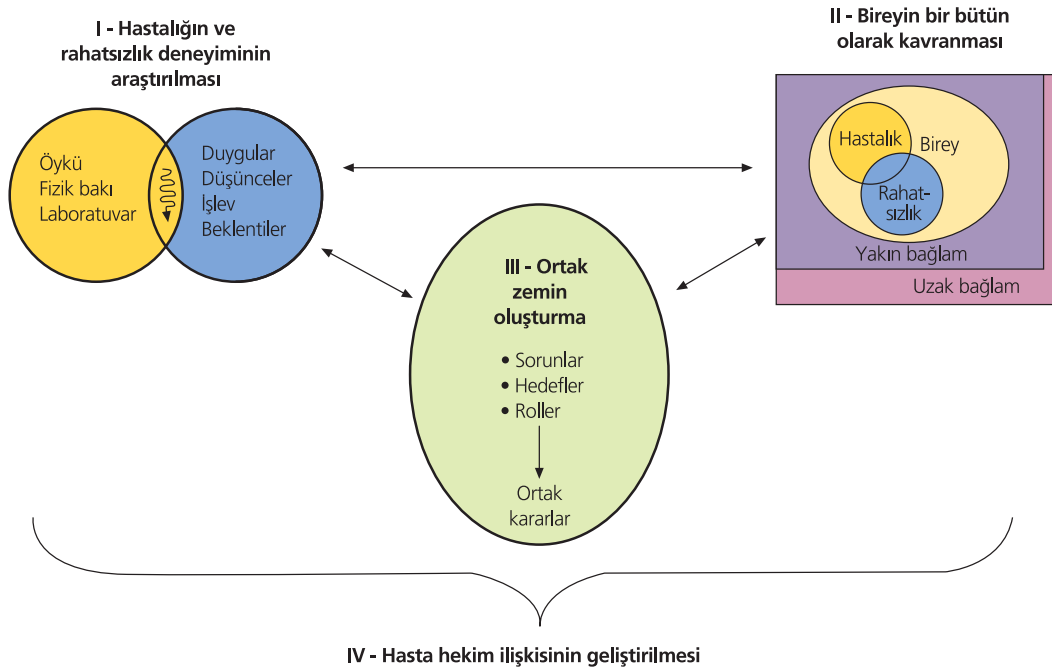 I - Hastalığın ve
rahatsızlık deneyiminin
araştırılması
Öykü
Fizik bakı
Laboratuvar
Duygular
Düşünceler
İşlev
Beklentiler
II - Bireyin bir bütün
olarak kavranması
Hastalık
Birey
Rahat-
sızlık
Yakın bağlam
Uzak bağlam
III - Ortak
zemin
oluşturma
• Sorunlar
• Hedefler
• Roller
Ortak
kararlar
IV - Hasta hekim ilişkisinin geliştirilmesi